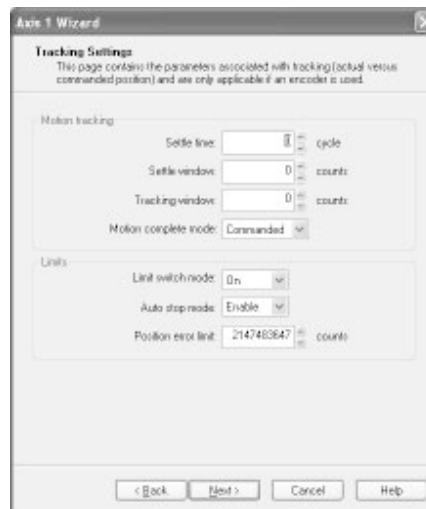 Axis 1 Wizard
Tracking Settings
This page contains the parameters associated with tracking (actual versus
commanded position) and are only applicable if an encoder is used.
Motion tracking
Settle time: cycle
Settle window: 0 counts
Tracking window: 0 counts
Motion complete mode: Commanded
Limits
Limit switch mode: On
Auto stop mode: Enable
Position error limit: 2147483647 counts
< Back Next > Cancel Help